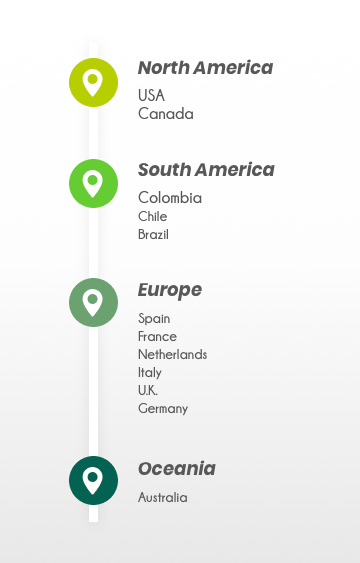 North America
USA
Canada
South America
Colombia
Chile
Brazil
Europe
Spain
France
Netherlands
Italy
U.K.
Germany
Oceania
Australia